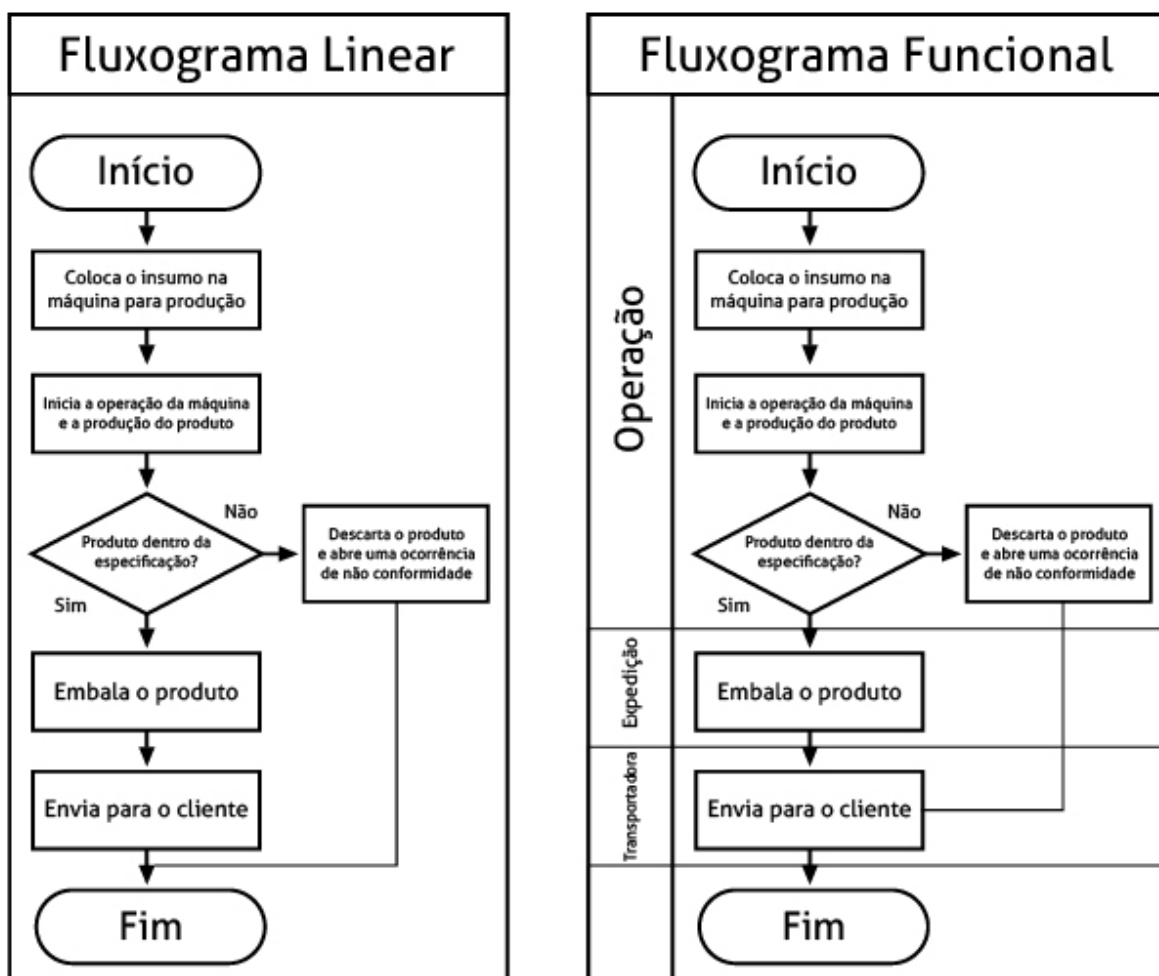 Fluxograma Linear
Início
Coloca o insumo na
máquina para produção
Inicia a operação da máquina
e a produção do produto
Não
Produto dentro da
especificação?
Descarta o produto
e abre uma ocorrência
de não conformidade
Sim
Embala o produto
Envia para o cliente
Fim
Fluxograma Funcional
Operação
Início
Coloca o insumo na
máquina para produção
Inicia a operação da máquina
e a produção do produto
Não
Produto dentro da
especificação?
Descarta o produto
e abre uma ocorrência
de não conformidade
Sim
Expedição
Embala o produto
Transportadora
Envia para o cliente
Fim